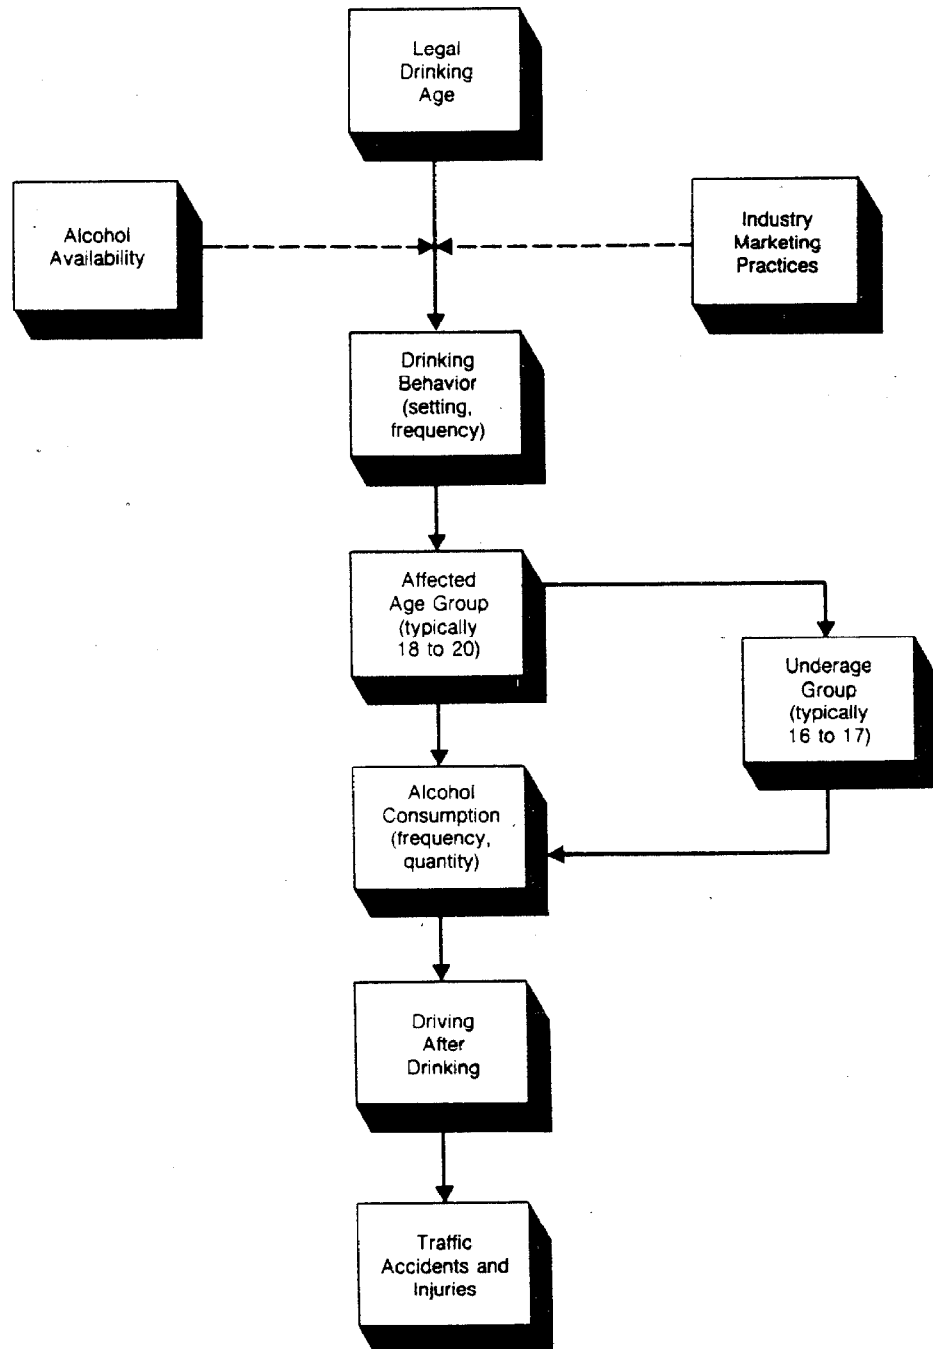 Legal
Drinking
Age
Alcohol
Availability
Industry
Marketing
Practices
Drinking
Behavior
(setting,
frequency)
Affected
Age Group
(typically
18 to 20)
Underage
Group
(typically
16 to 17)
Alcohol
Consumption
(frequency,
quantity)
Driving
After
Drinking
Traffic
Accidents and
Injuries